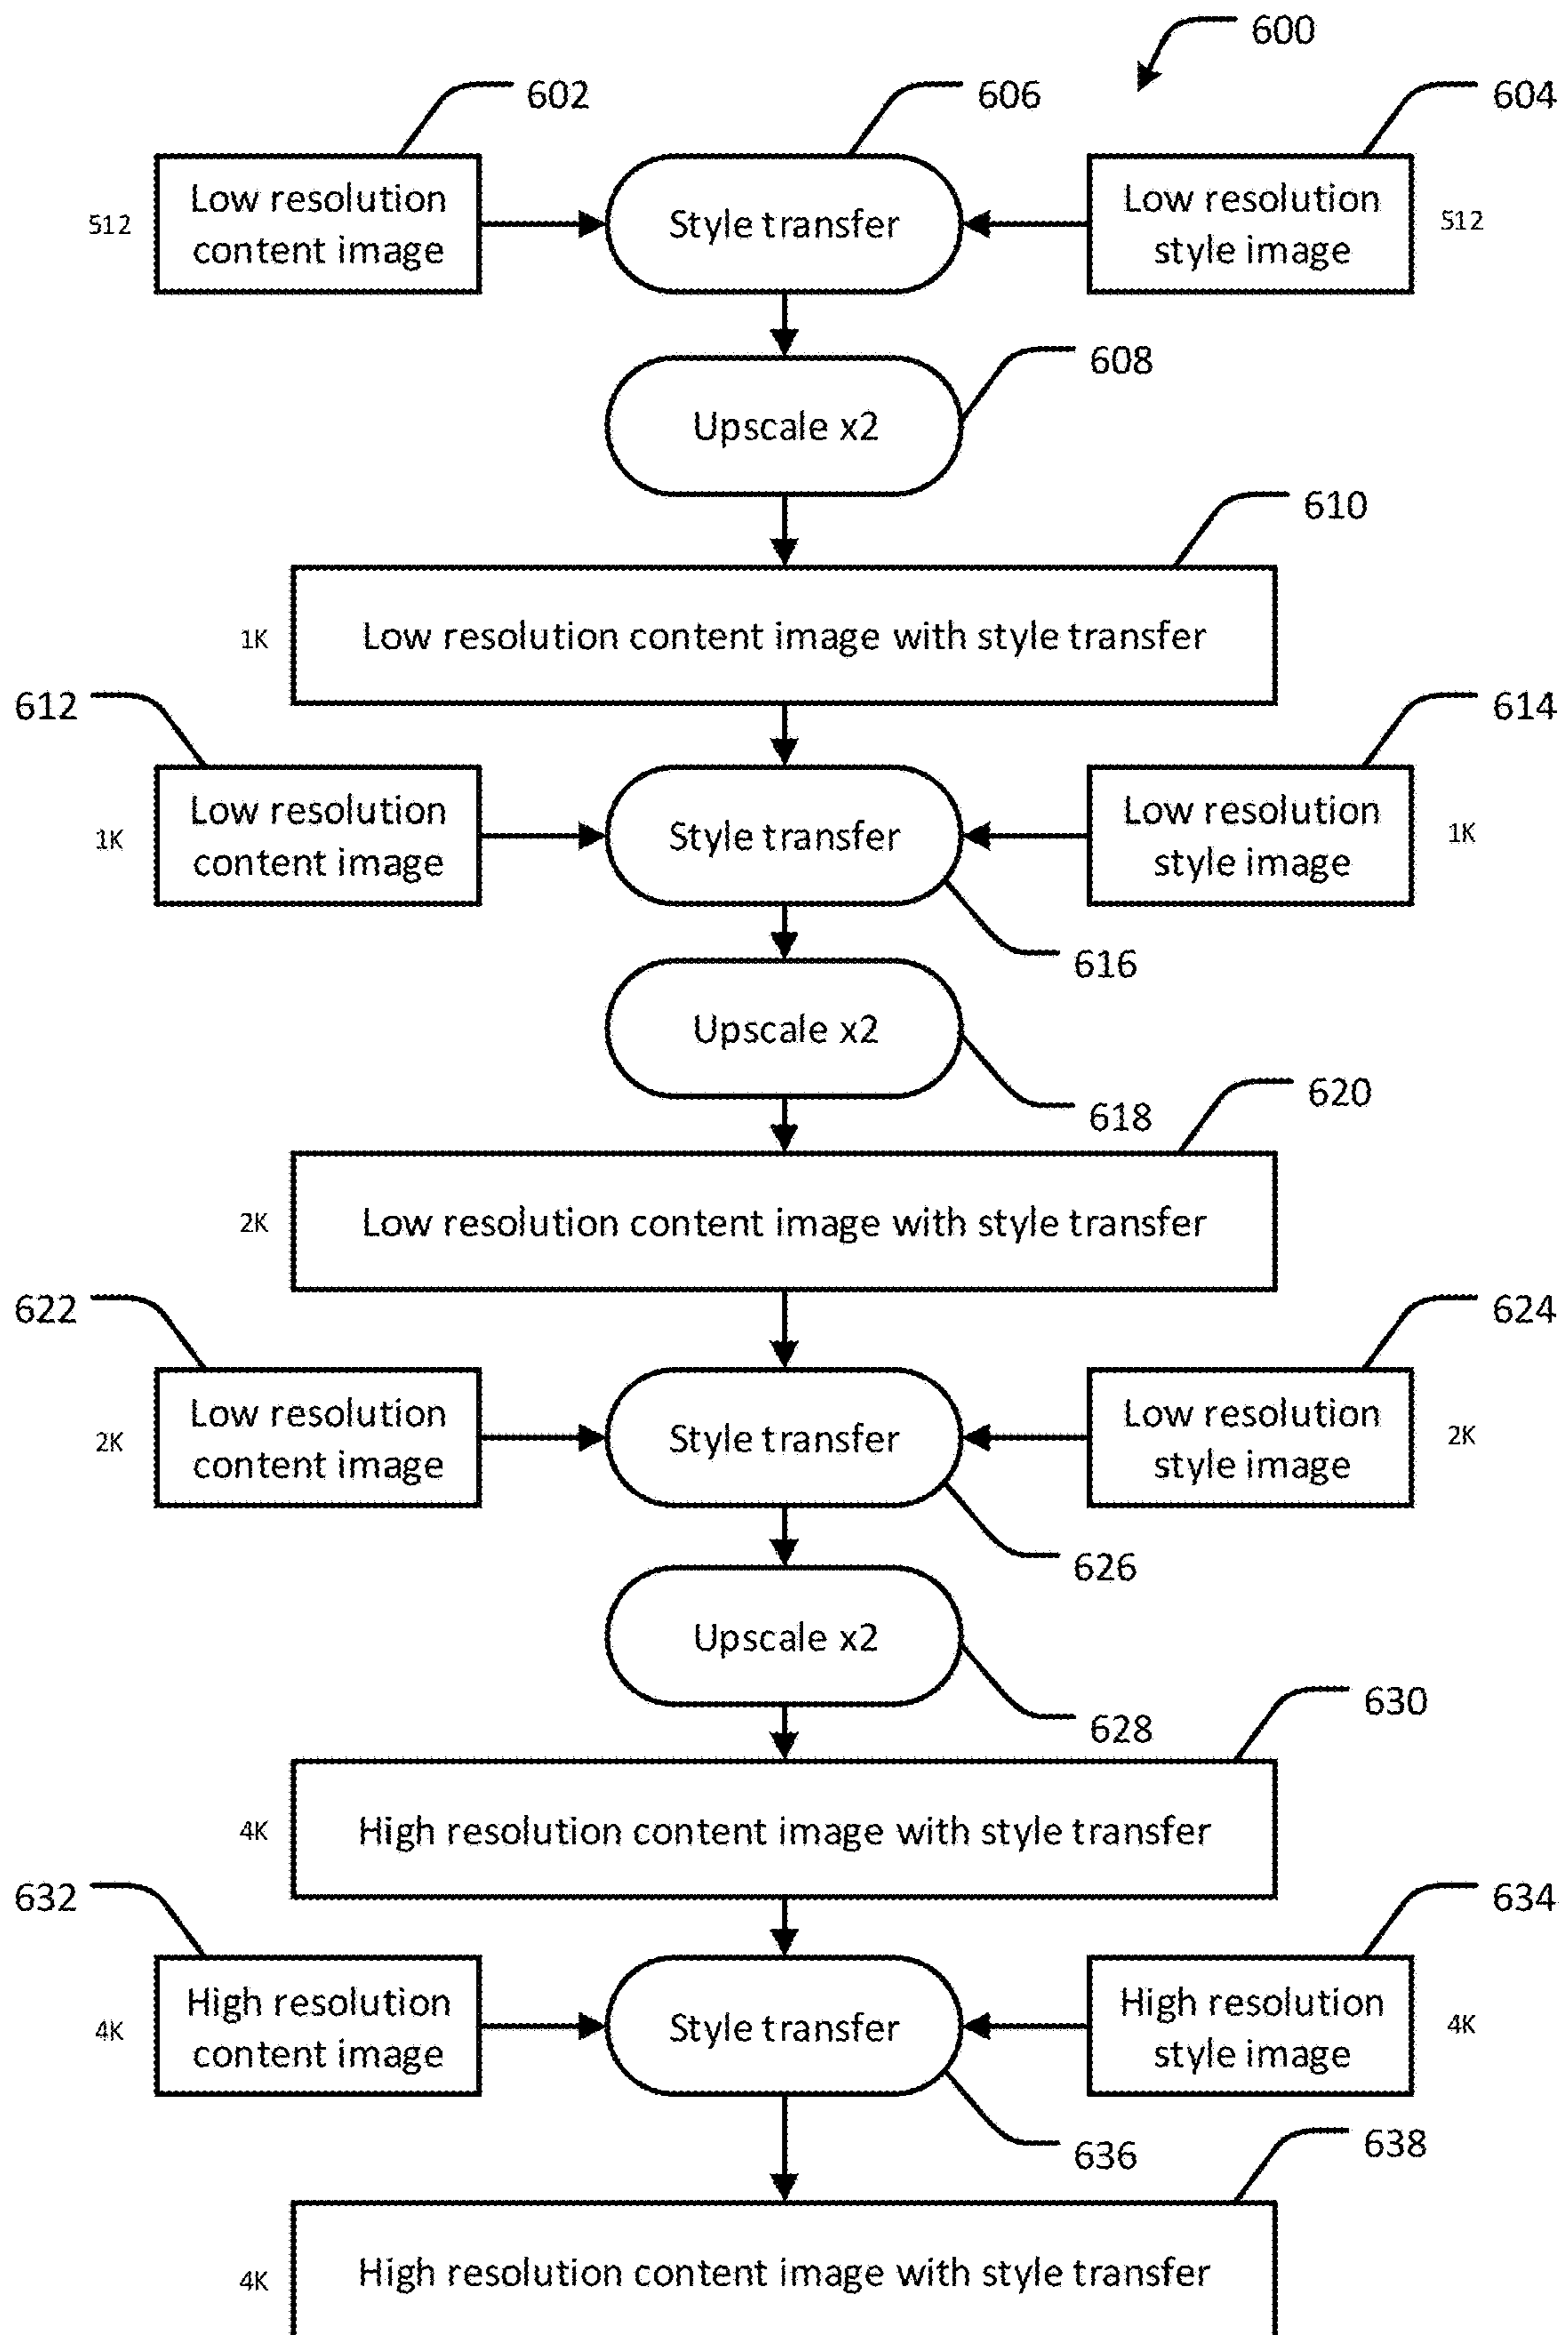 600
602
606
604
512
Low resolution
content image
Style transfer
Low resolution
style image
512
608
Upscale x2
610
1K
Low resolution content image with style transfer
612
614
1K
Low resolution
content image
Style transfer
Low resolution
style image
1K
616
Upscale x2
618
620
2K
Low resolution content image with style transfer
622
624
2K
Low resolution
content image
Style transfer
Low resolution
style image
2K
626
Upscale x2
628
630
4K
High resolution content image with style transfer
632
634
4K
High resolution
content image
Style transfer
High resolution
style image
4K
636
638
4K
High resolution content image with style transfer